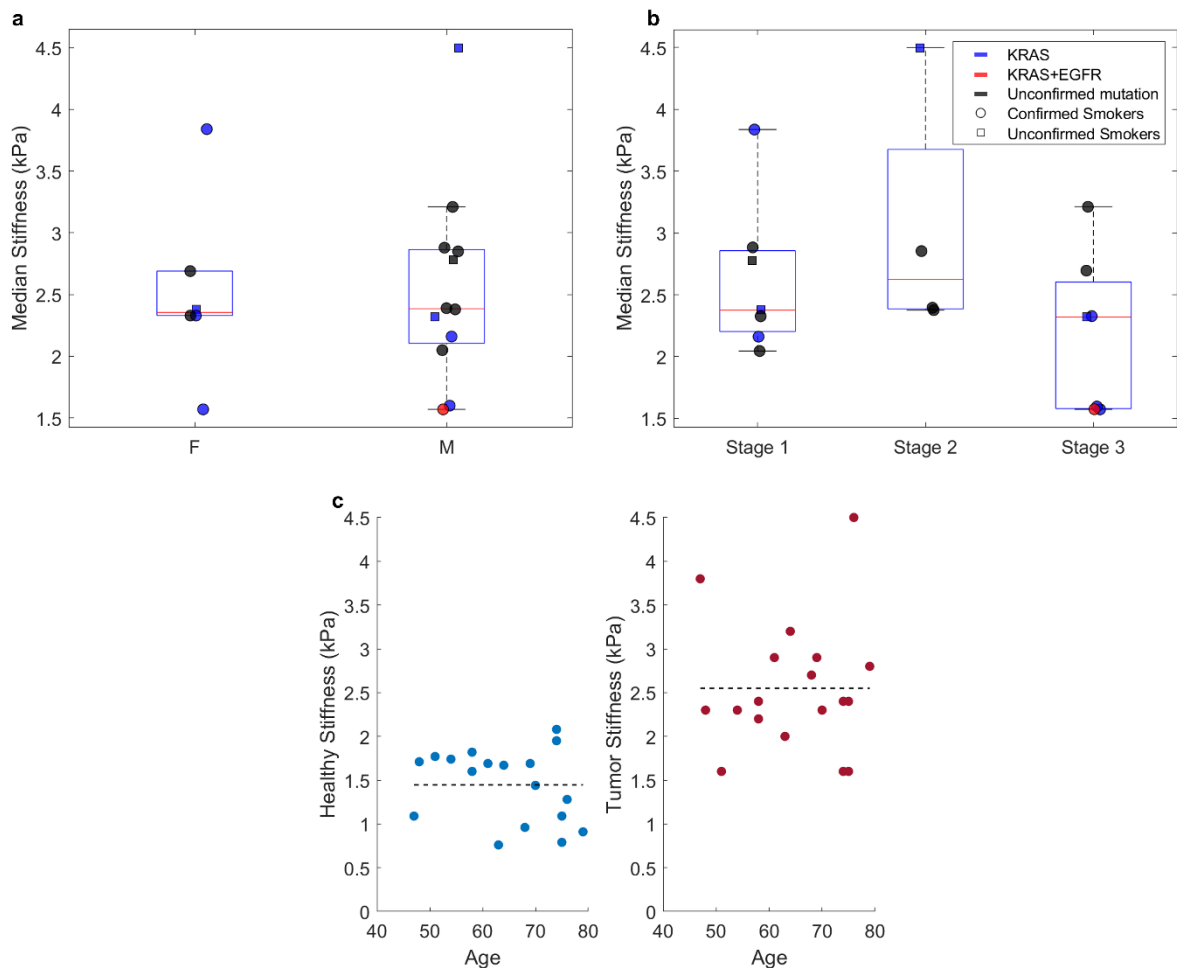 a
4.5
4
3.5
3
2.5
2
1.5
Median Stiffness (kPa)
F M
b
4.5
4
3.5
3
2.5
2
1.5
Median Stiffness (kPa)
Stage 1 Stage 2 Stage 3
KRAS
KRAS+EGFR
Unconfirmed mutation
Confirmed Smokers
Unconfirmed Smokers
c
4.5
4
3.5
3
2.5
2
1.5
1
0.5
0
Healthy Stiffness (kPa)
40 50 60 70 80
Age
4.5
4
3.5
3
2.5
2
1.5
1
0.5
0
Tumor Stiffness (kPa)
40 50 60 70 80
Age